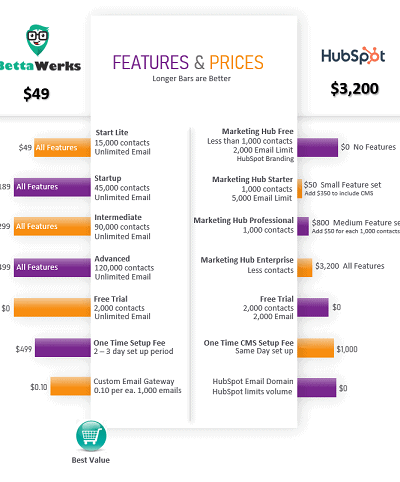 BettaWerks
$49
FEATURES & PRICES
Longer Bars are Better
HubSpot
$3,200
$49
All Features
Start Lite
15,000 contacts
Unlimited Email
189
All Features
Startup
45,000 contacts
Unlimited Email
299
All Features
Intermediate
90,000 contacts
Unlimited Email
499
All Features
Advanced
120,000 contacts
Unlimited Email
$0
Free Trial
2,000 contacts
Unlimited Email
$499
One Time Setup Fee
2 – 3 day set up period
$0.10
Custom Email Gateway
0.10 per ea. 1,000 emails
Marketing Hub Free
Less than 1,000 contacts
2,000 Email Limit
HubSpot Branding
$0 No Features
Marketing Hub Starter
1,000 contacts
5,000 Email Limit
$50 Small Feature set
Add $350 to include CMS
Marketing Hub Professional
1,000 contacts
$800 Medium Feature se
Add $50 for each 1,000 contacts
Marketing Hub Enterprise
Less contacts
$3,200 All Features
Free Trial
2,000 contacts
2,000 Email
$0
One Time CMS Setup Fee
Same Day set up
$1,000
HubSpot Email Domain
HubSpot limits volume
$0
Best Value